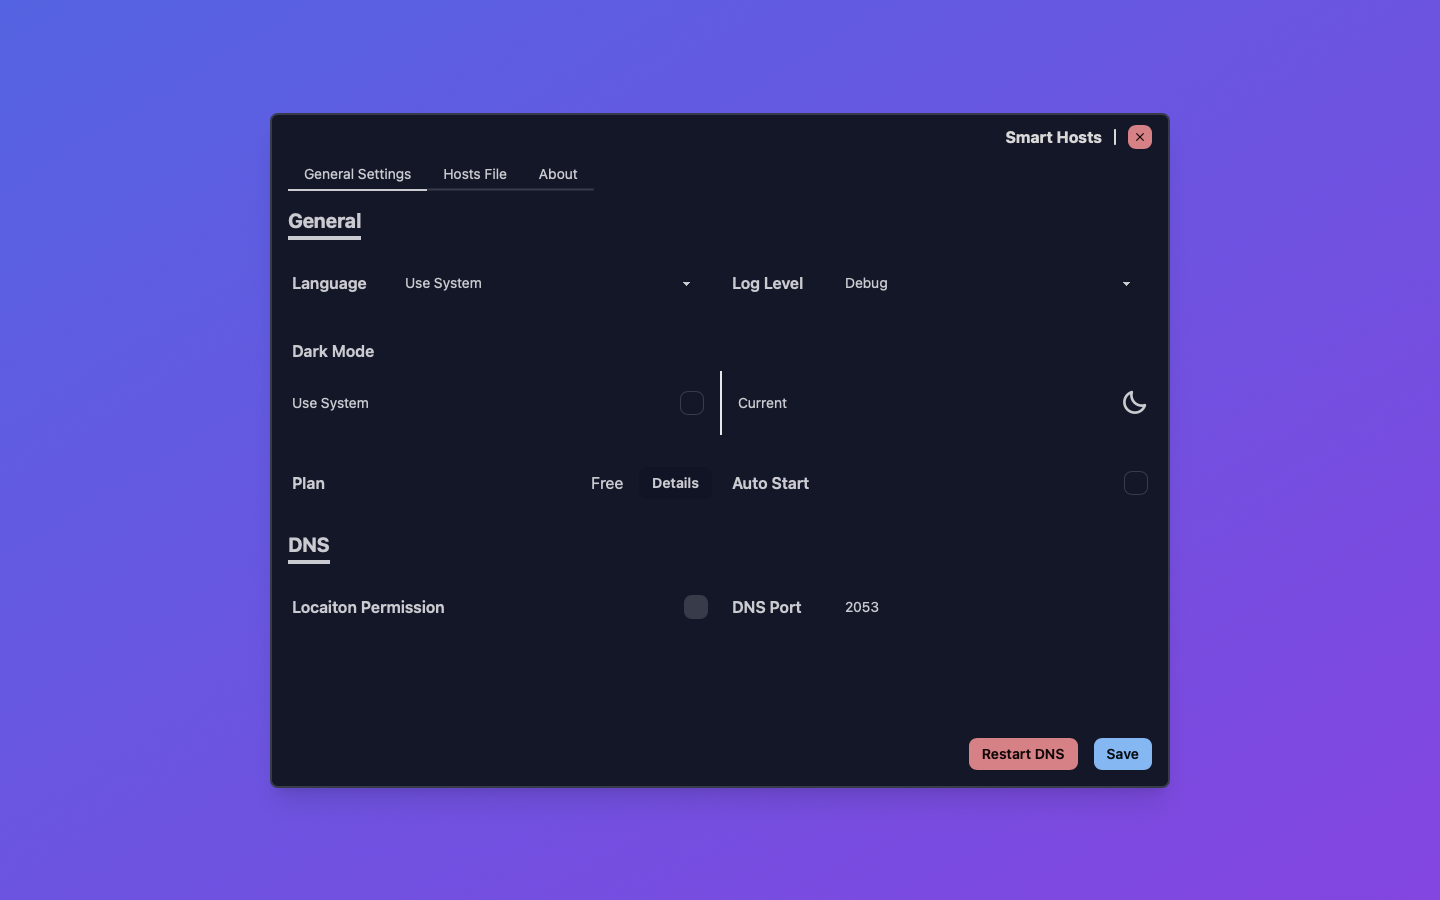 Smart Hosts
General Settings Hosts File About
General
Language Use System Log Level Debug
Dark Mode
Use System Current
Plan Free Details Auto Start
DNS
Locaiton Permission DNS Port 2053
Restart DNS Save